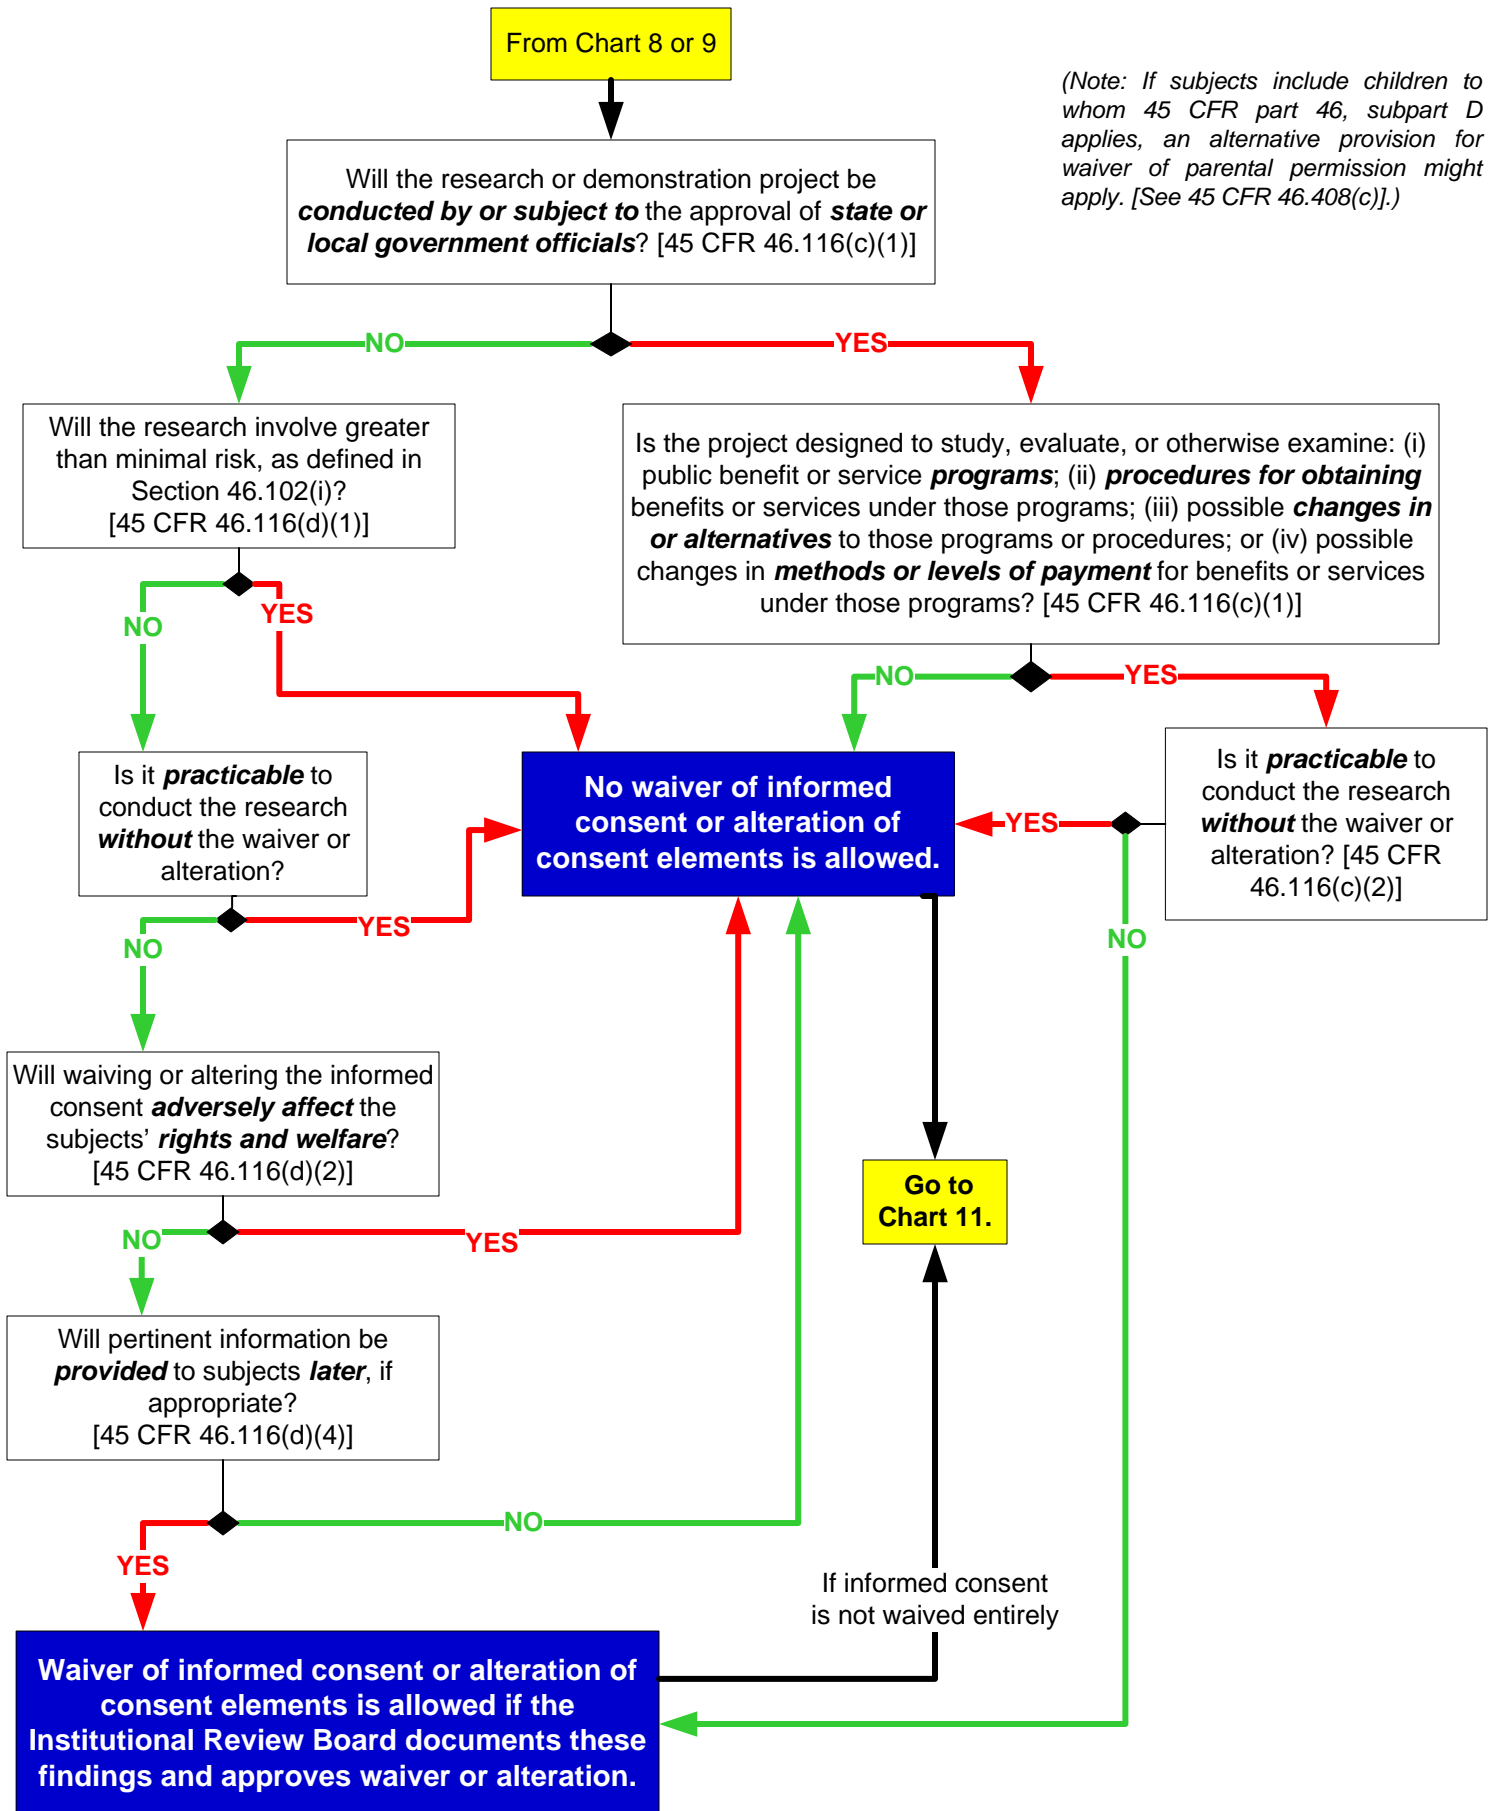 From Chart 8 or 9
(Note: If subjects include children to
whom 45 CFR part 46, subpart D
applies, an alternative provision for
waiver of parental permission might
apply. [See 45 CFR 46.408(c)].)
Will the research or demonstration project be
conducted by or subject to the approval of state or
local government officials? [45 CFR 46.116(c)(1)]
NO
YES
Will the research involve greater
than minimal risk, as defined in
Section 46.102(i)?
[45 CFR 46.116(d)(1)]
Is the project designed to study, evaluate, or otherwise examine: (i)
public benefit or service programs; (ii) procedures for obtaining
benefits or services under those programs; (iii) possible changes in
or alternatives to those programs or procedures; or (iv) possible
changes in methods or levels of payment for benefits or services
under those programs? [45 CFR 46.116(c)(1)]
NO
YES
NO
YES
Is it practicable to
conduct the research
without the waiver or
alteration?
No waiver of informed
consent or alteration of
consent elements is allowed.
YES
Is it practicable to
conduct the research
without the waiver or
alteration? [45 CFR
46.116(c)(2)]
NO
YES
NO
Will waiving or altering the informed
consent adversely affect the
subjects' rights and welfare?
[45 CFR 46.116(d)(2)]
Go to
Chart 11.
NO
YES
Will pertinent information be
provided to subjects later, if
appropriate?
[45 CFR 46.116(d)(4)]
NO
YES
If informed consent
is not waived entirely
Waiver of informed consent or alteration of
consent elements is allowed if the
Institutional Review Board documents these
findings and approves waiver or alteration.